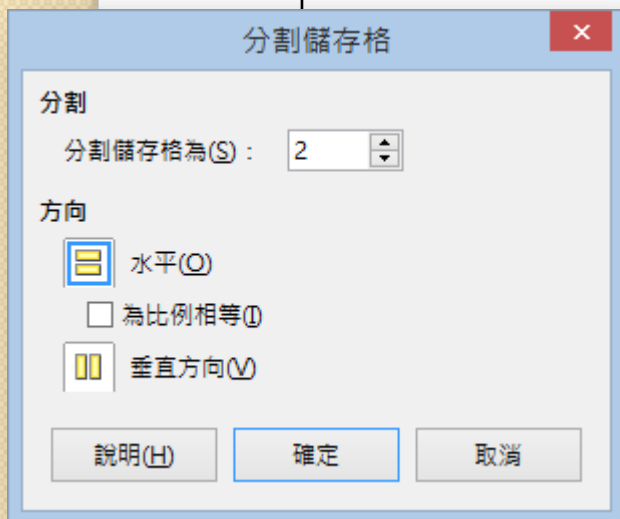 分割儲存格
分割
分割儲存格為(S)： 2
方向
水平(O)
為比例相等(I)
垂直方向(V)
說明(H) 確定 取消